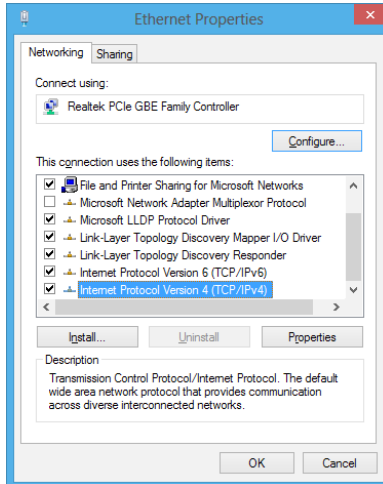 Ethernet Properties
Networking
Sharing
Connect using:
Realtek PCIe GBE Family Controller
Configure...
This connection uses the following items:
File and Printer Sharing for Microsoft Networks
Microsoft Network Adapter Multiplexor Protocol
Microsoft LLDP Protocol Driver
Link-Layer Topology Discovery Mapper I/O Driver
Link-Layer Topology Discovery Responder
Internet Protocol Version 6 (TCP/IPv6)
Internet Protocol Version 4 (TCP/IPv4)
Install...
Uninstall
Properties
Description
Transmission Control Protocol/Internet Protocol. The default
wide area network protocol that provides communication
across diverse interconnected networks.
OK
Cancel